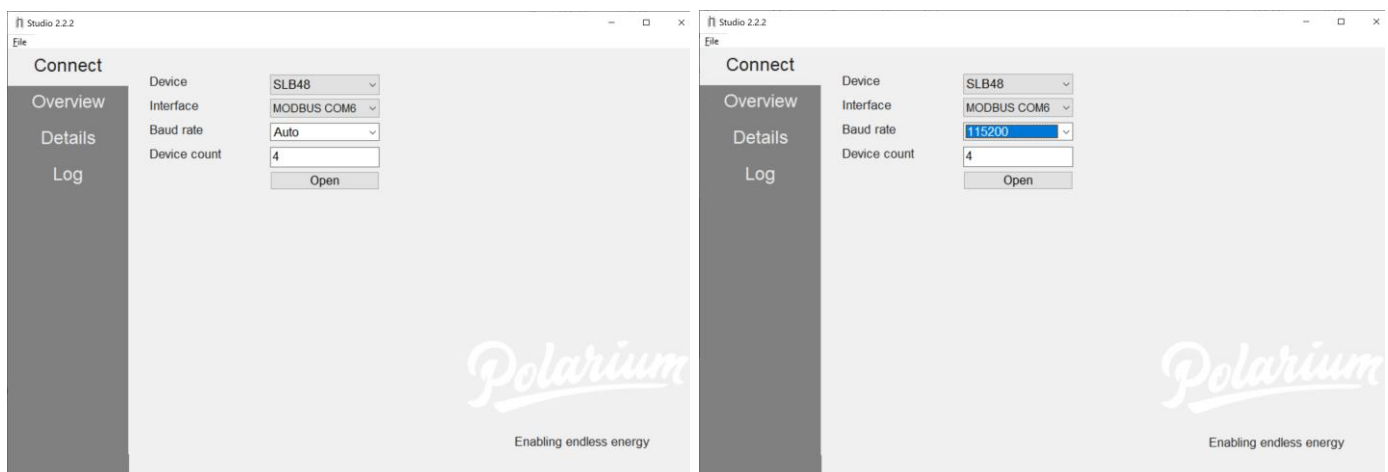 Studio 2.2.2
File
Connect
Overview
Details
Log
Device
SLB48
Interface
MODBUS COM6
Baud rate
Auto
Device count
4
Open
Polarium
Enabling endless energy
Studio 2.2.2
File
Connect
Overview
Details
Log
Device
SLB48
Interface
MODBUS COM6
Baud rate
115200
Device count
4
Open
Polarium
Enabling endless energy